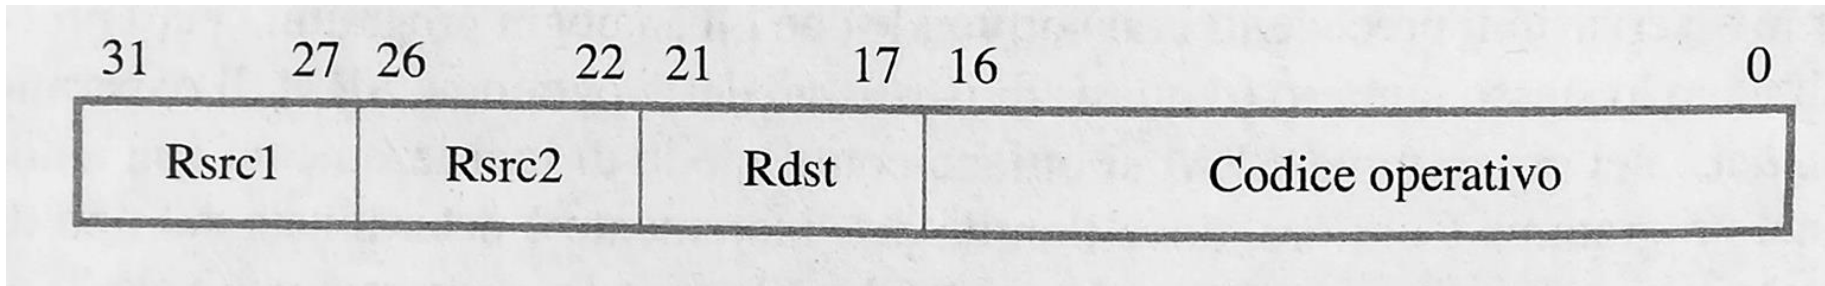 31 27 26 22 21 17 16 0
Rsrc1 Rsrc2 Rdst Codice operativo